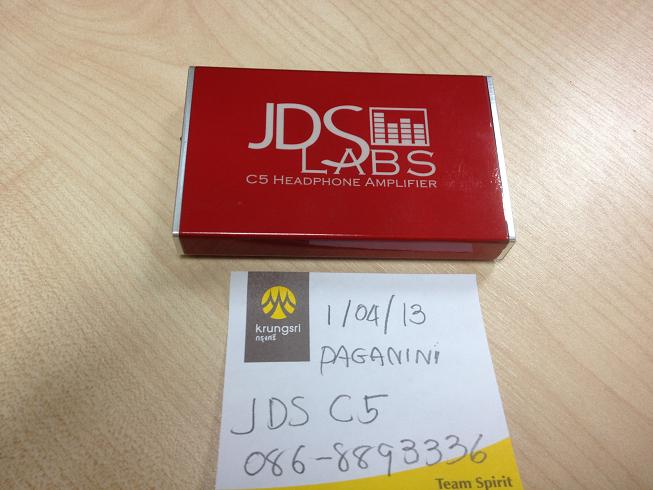 JDS
LABS
C5 HEADPHONE AMPLIFIER
krungsri
กรุงศรี
1/04/13
PAGANINI
JDS C5
086-8893336
Team Spirit